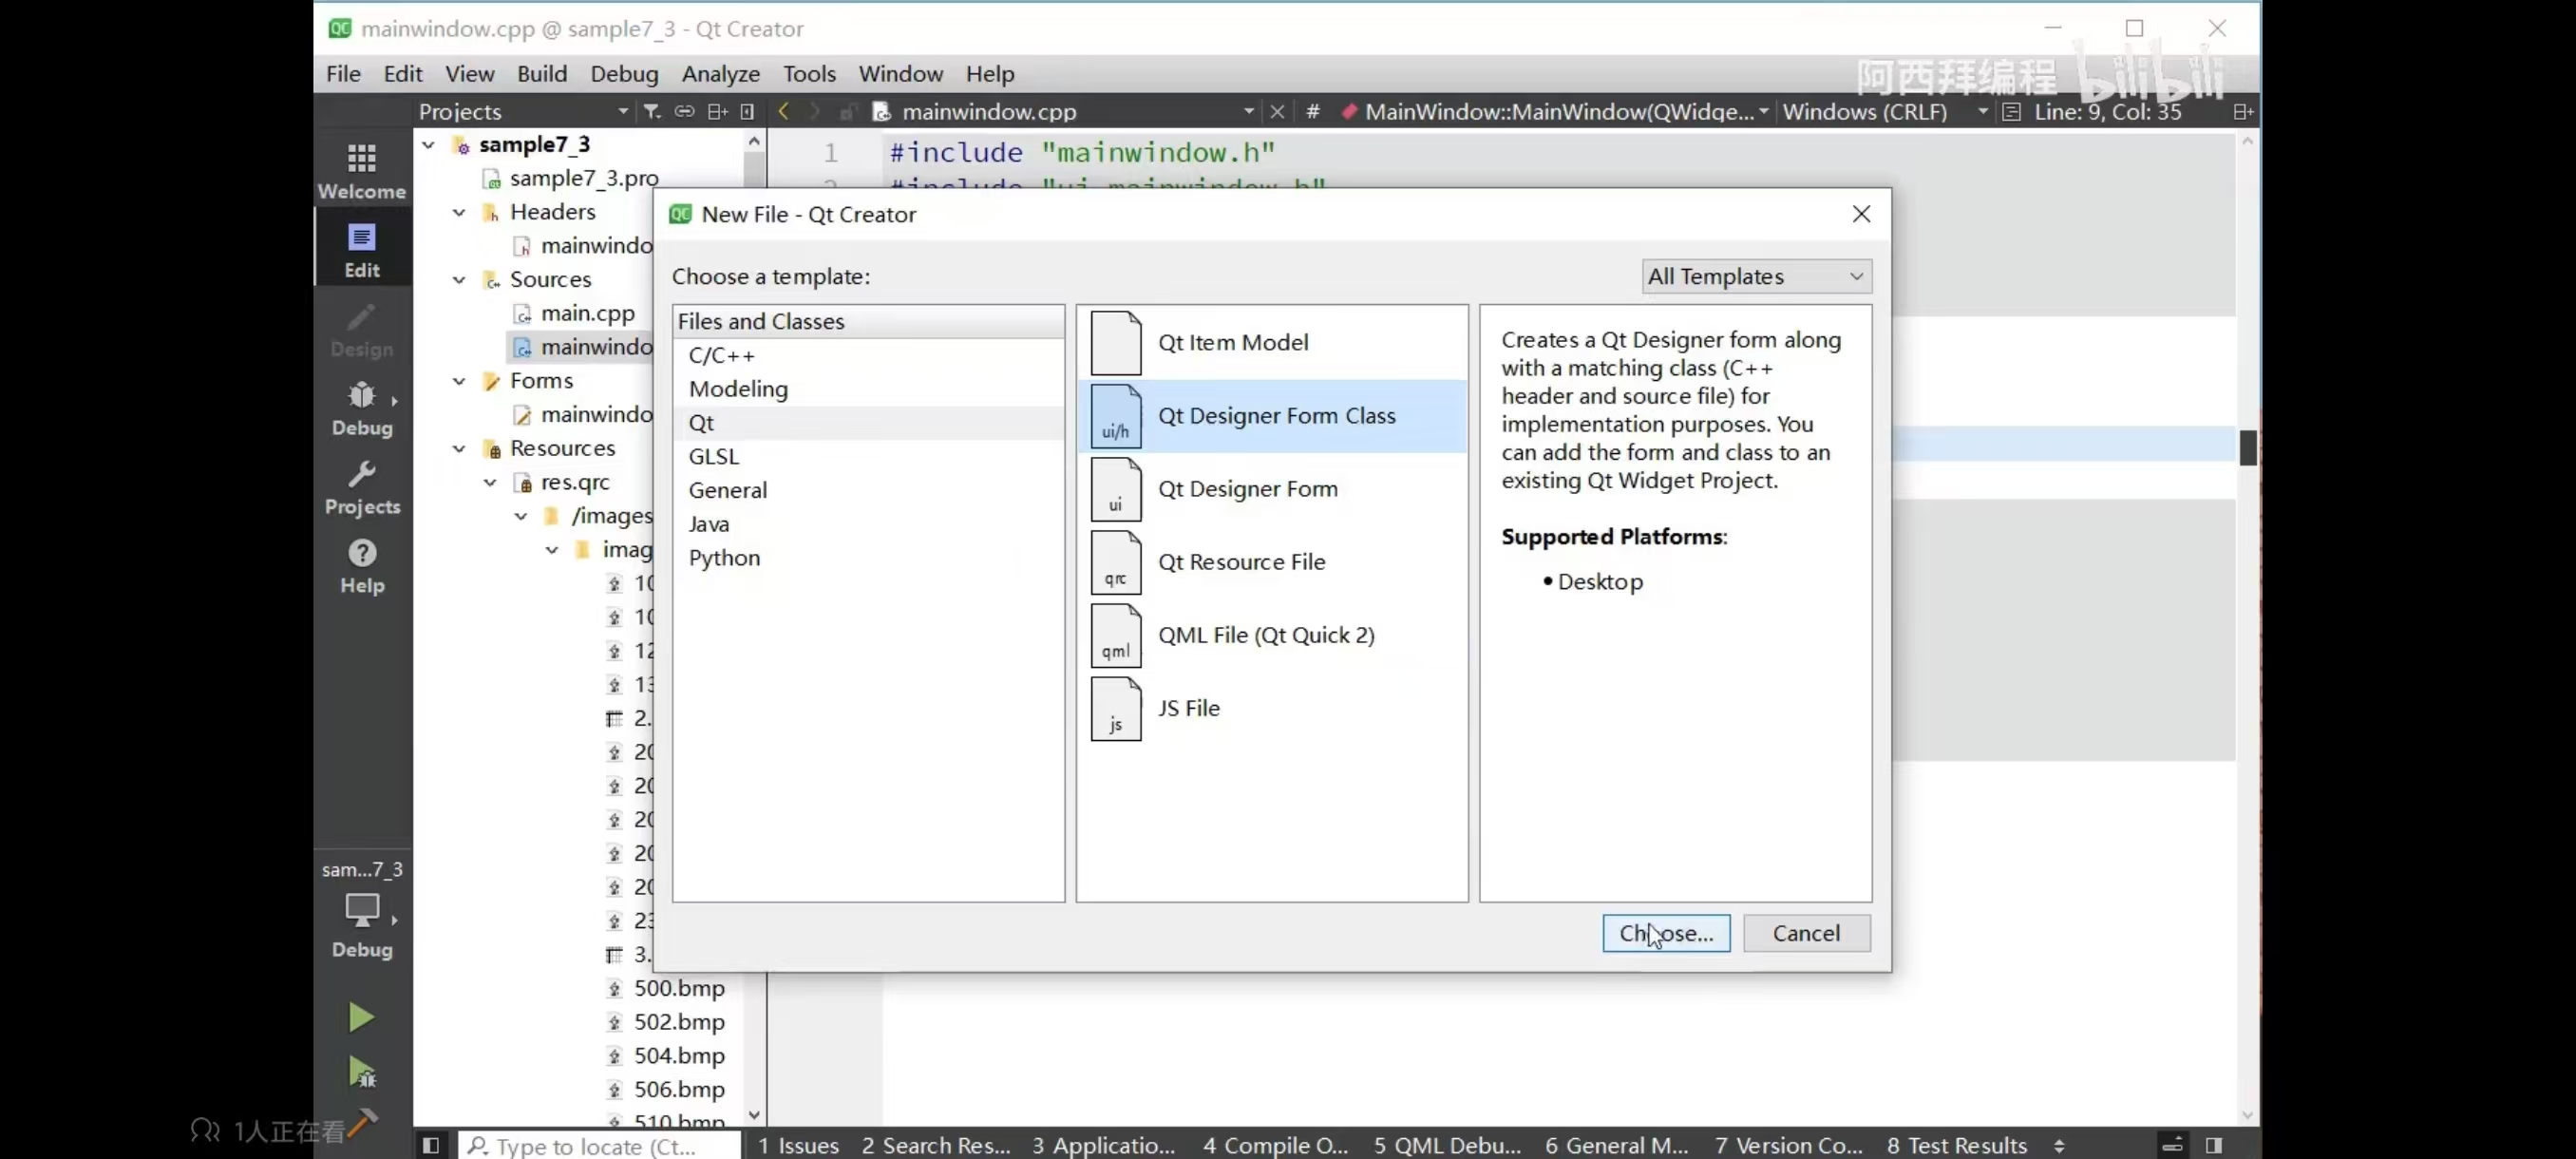 mainwindow.cpp @ sample7_3 - Qt Creator
File Edit View Build Debug Analyze Tools Window Help
阿西拜编程 bilibili
Projects
mainwindow.cpp
# MainWindow::MainWindow(QWidge...
Windows (CRLF)
Line: 9, Col: 35
Welcome
Edit
Design
Debug
Projects
Help
sam...7_3
Debug
sample7_3
sample7_3.pro
Headers
mainwindo
Sources
main.cpp
mainwindo
Forms
mainwindo
Resources
res.qrc
/images
imag
10
10
12
13
2.
20
20
20
20
20
23
3.
500.bmp
502.bmp
504.bmp
506.bmp
510.bmp
1 #include "mainwindow.h"
2 #include "ui_mainwindow.h"
New File - Qt Creator
Choose a template:
All Templates
Files and Classes
C/C++
Modeling
Qt
GLSL
General
Java
Python
Qt Item Model
ui/h Qt Designer Form Class
ui Qt Designer Form
qrc Qt Resource File
qml QML File (Qt Quick 2)
js JS File
Creates a Qt Designer form along
with a matching class (C++
header and source file) for
implementation purposes. You
can add the form and class to an
existing Qt Widget Project.
Supported Platforms:
• Desktop
Choose...
Cancel
1人正在看
Type to locate (Ct...
1 Issues 2 Search Res... 3 Applicatio... 4 Compile O... 5 QML Debu... 6 General M... 7 Version Co... 8 Test Results